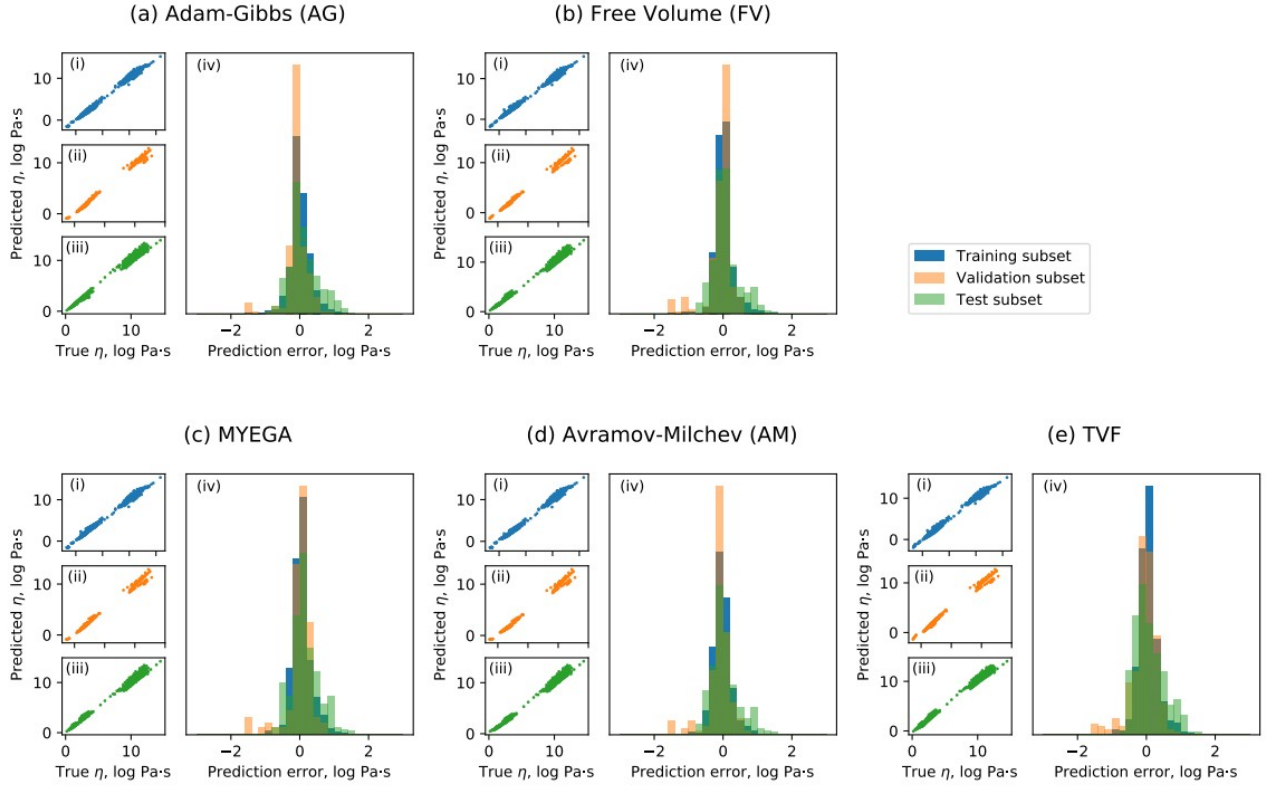 (a) Adam-Gibbs (AG)
(i)
10
0
(ii)
10
0
(iii)
10
0
0 10
Predicted η, log Pa·s
True η, log Pa·s
(iv)
−2 0 2
Prediction error, log Pa·s
(b) Free Volume (FV)
(i)
10
0
(ii)
10
0
(iii)
10
0
0 10
Predicted η, log Pa·s
True η, log Pa·s
(iv)
−2 0 2
Prediction error, log Pa·s
Training subset
Validation subset
Test subset
(c) MYEGA
(i)
10
0
(ii)
10
0
(iii)
10
0
0 10
Predicted η, log Pa·s
True η, log Pa·s
(iv)
−2 0 2
Prediction error, log Pa·s
(d) Avramov-Milchev (AM)
(i)
10
0
(ii)
10
0
(iii)
10
0
0 10
Predicted η, log Pa·s
True η, log Pa·s
(iv)
−2 0 2
Prediction error, log Pa·s
(e) TVF
(i)
10
0
(ii)
10
0
(iii)
10
0
0 10
Predicted η, log Pa·s
True η, log Pa·s
(iv)
−2 0 2
Prediction error, log Pa·s